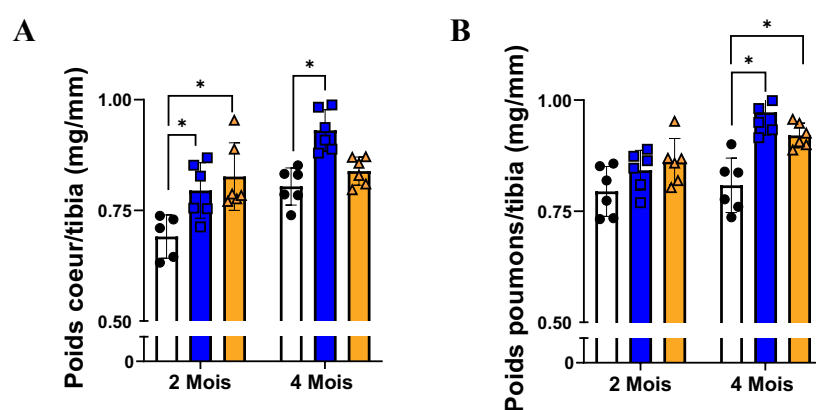 A
Poids coeur/tibia (mg/mm)
1.00
0.75
0.50
0
*
*
*
2 Mois
4 Mois
B
Poids poumons/tibia (mg/mm)
1.00
0.75
0.50
0
*
*
2 Mois
4 Mois